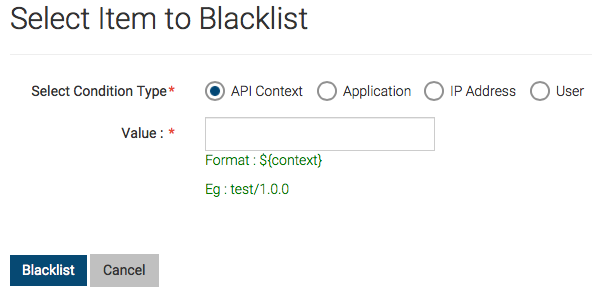 Select Item to Blacklist
Select Condition Type* API Context Application IP Address User
Value : *
Format : ${context}
Eg : test/1.0.0
Blacklist Cancel